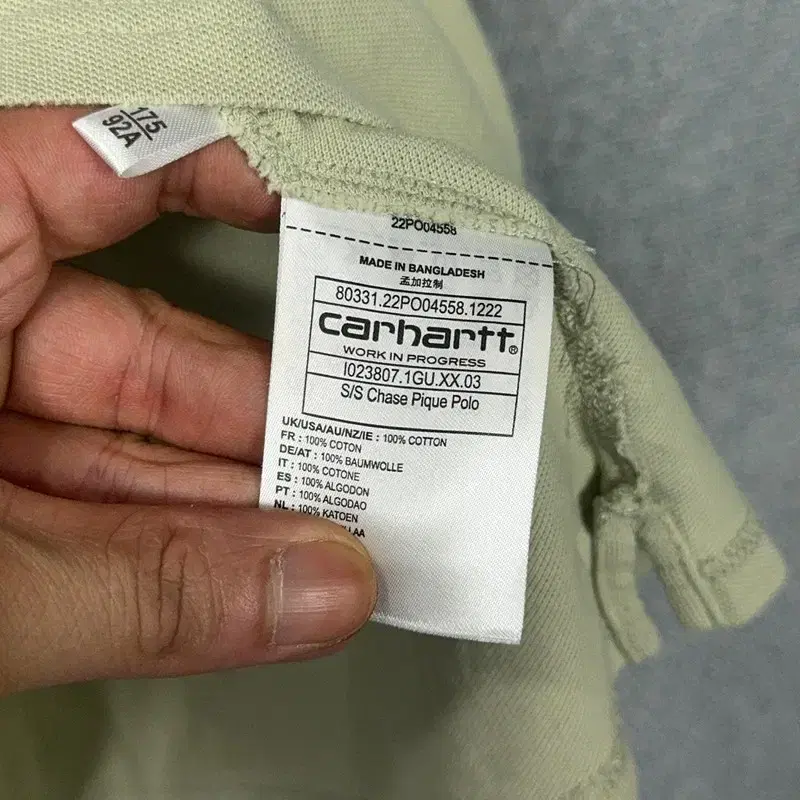 175
92A
22PO04558
MADE IN BANGLADESH
孟加拉制
80331.22PO04558.1222
carhartt®
WORK IN PROGRESS
I023807.1GU.XX.03
S/S Chase Pique Polo
UK/USA/AU/NZ/IE : 100% COTTON
FR : 100% COTON
DE/AT : 100% BAUMWOLLE
IT : 100% COTONE
ES : 100% ALGODON
PT : 100% ALGODAO
NL : 100% KATOEN